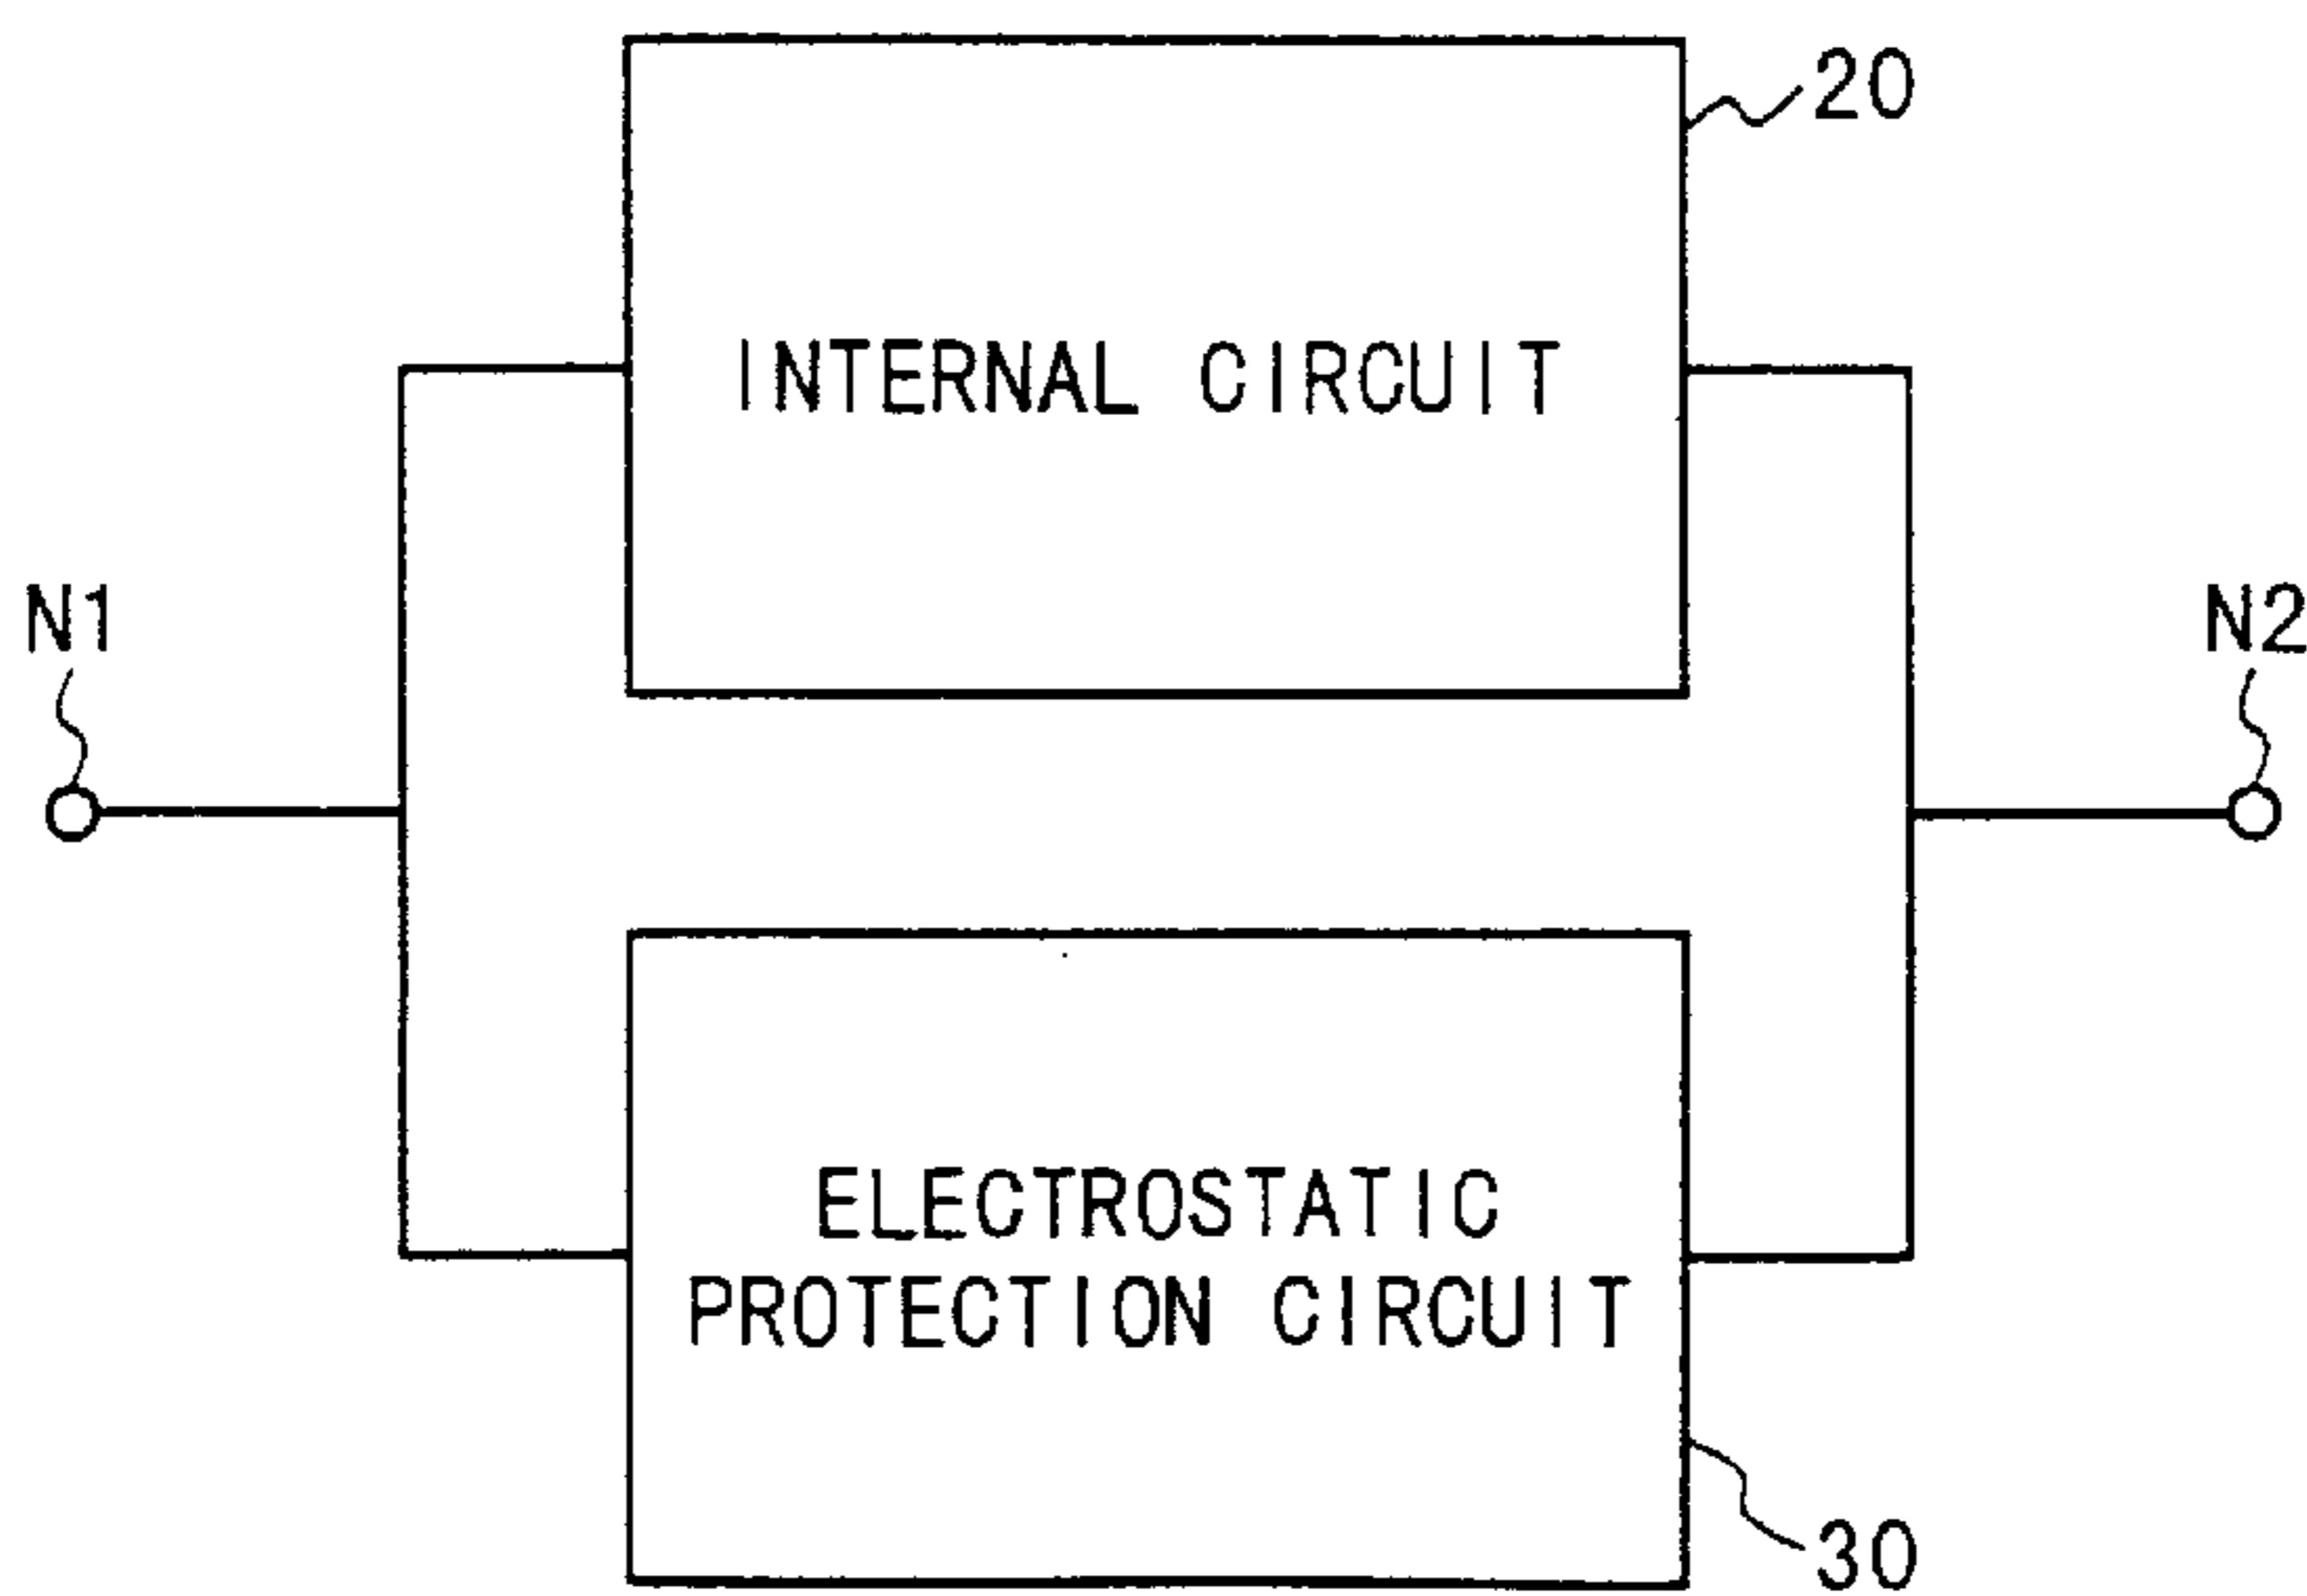 20
INTERNAL CIRCUIT
N1
N2
ELECTROSTATIC
PROTECTION CIRCUIT
30